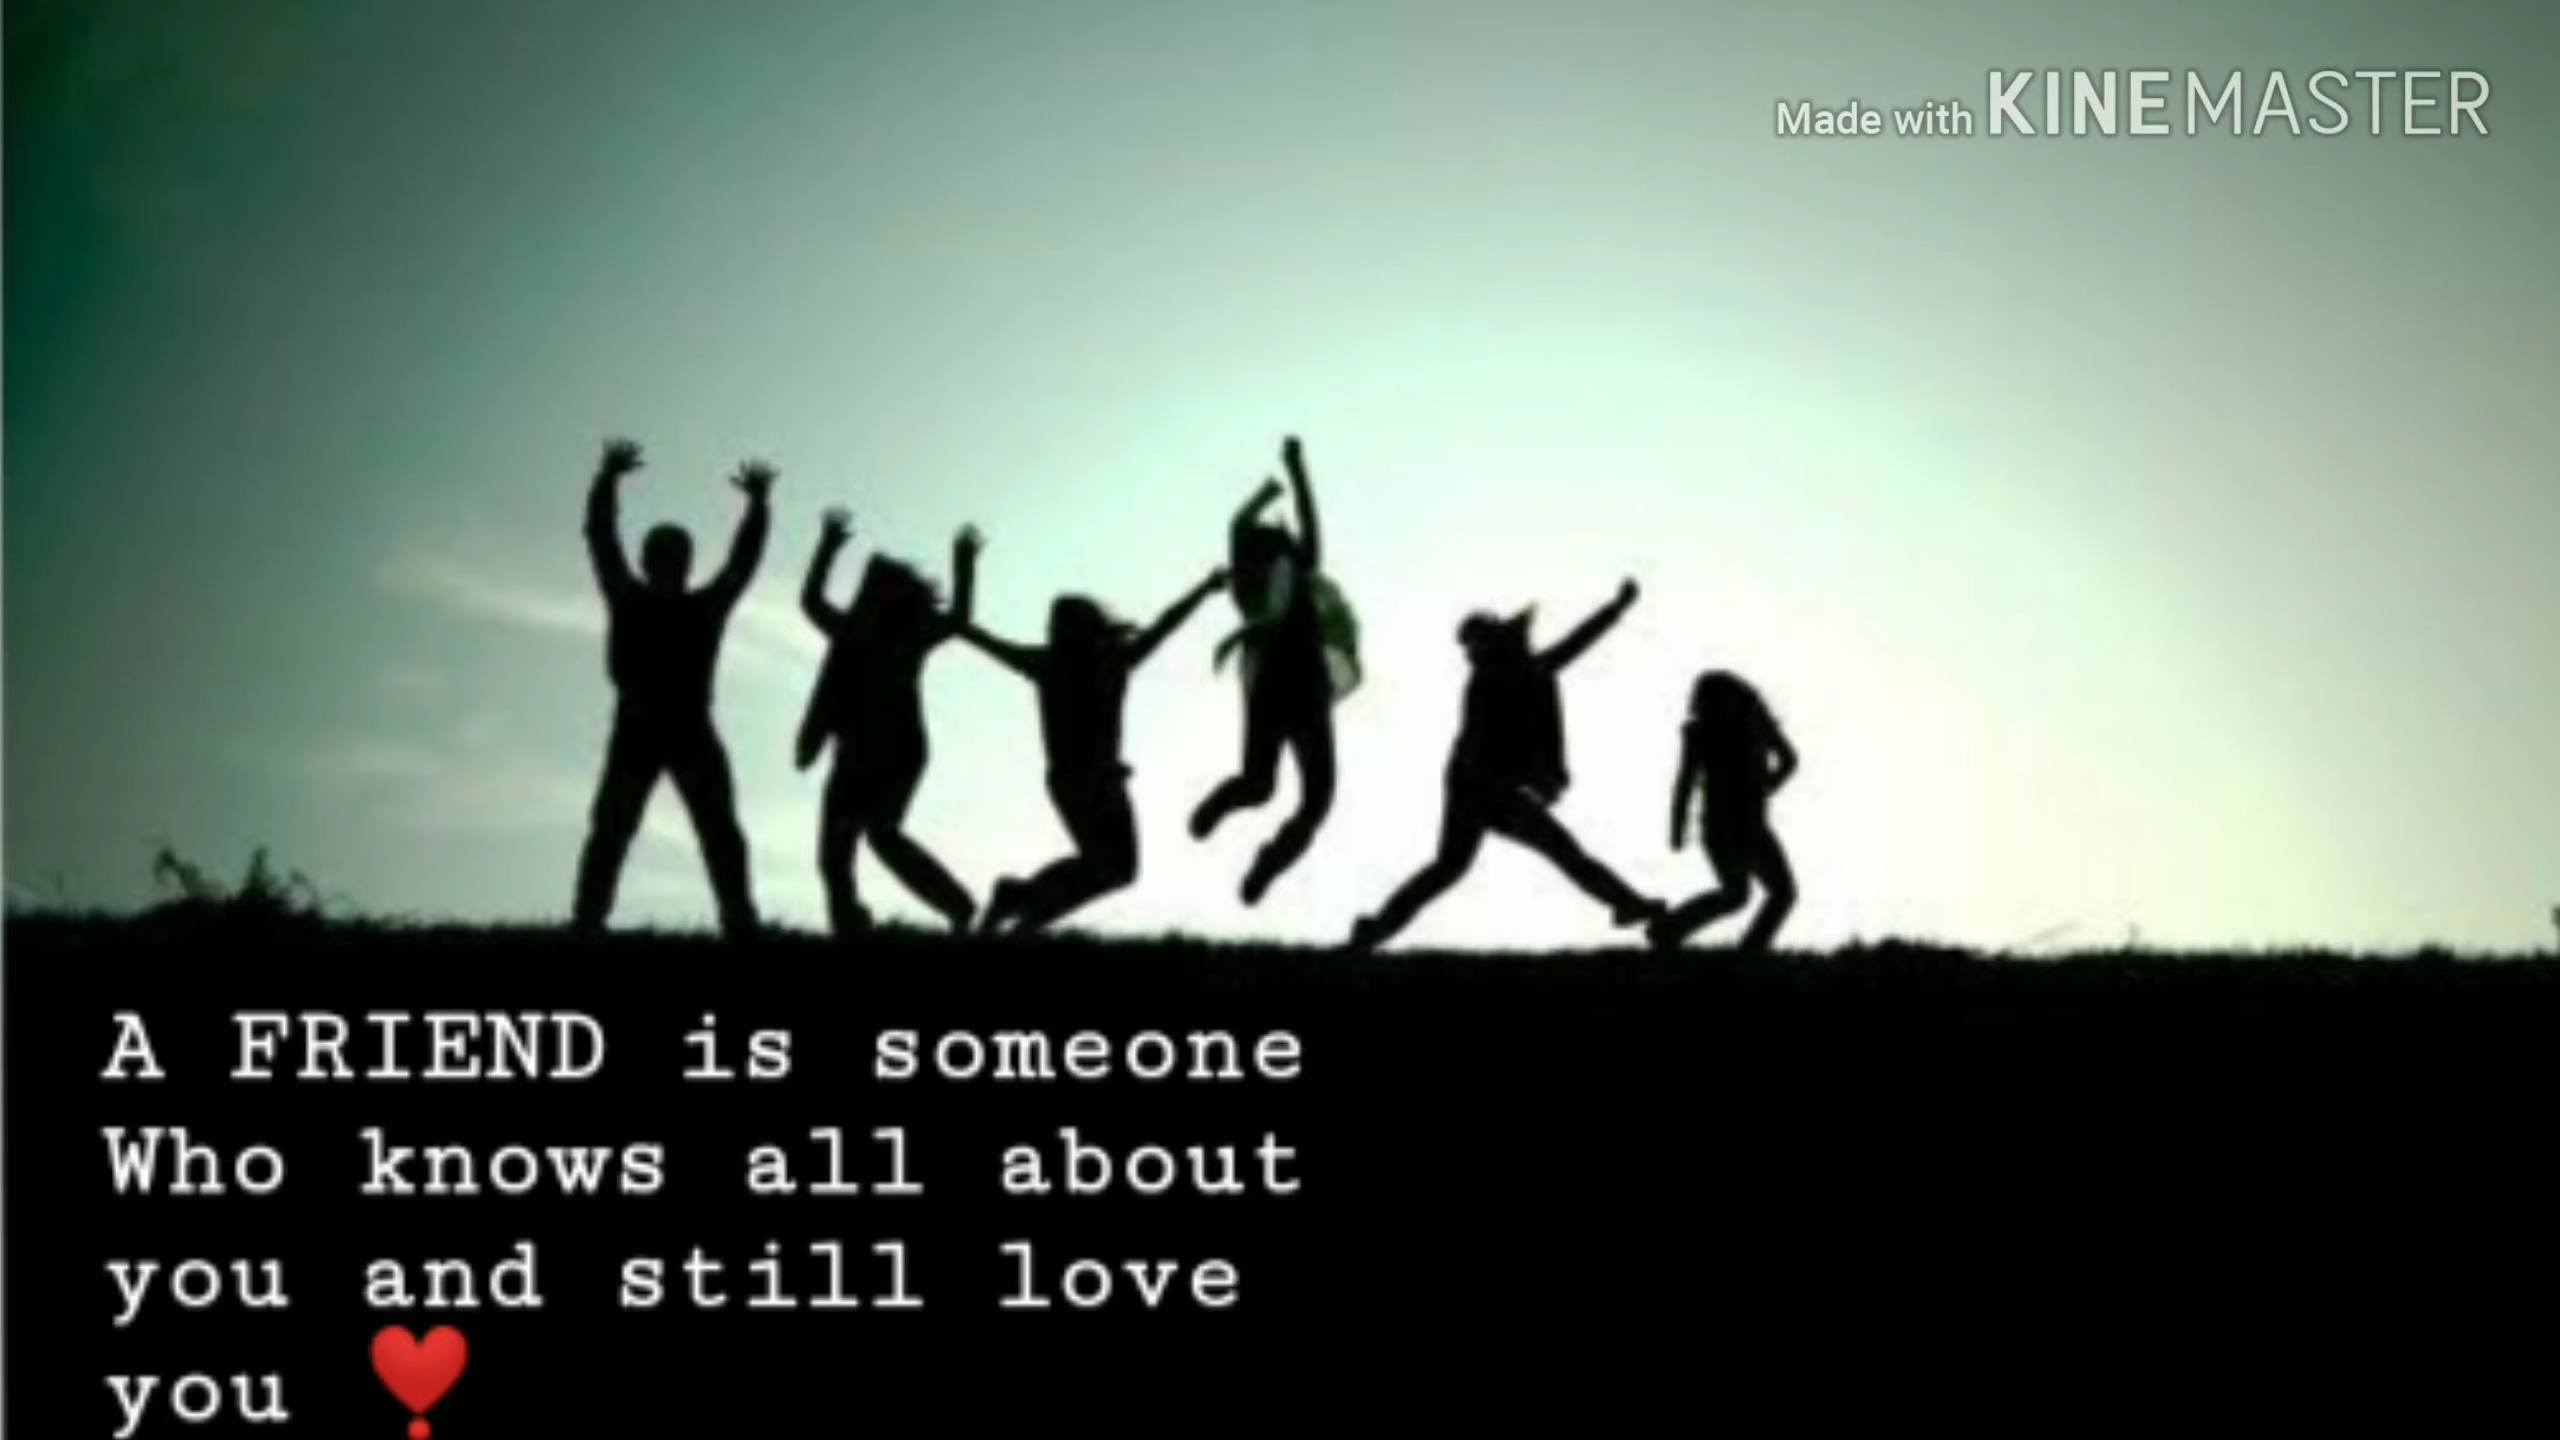 Made with KINEMASTER
A FRIEND is someone
Who knows all about
you and still love
you ❣